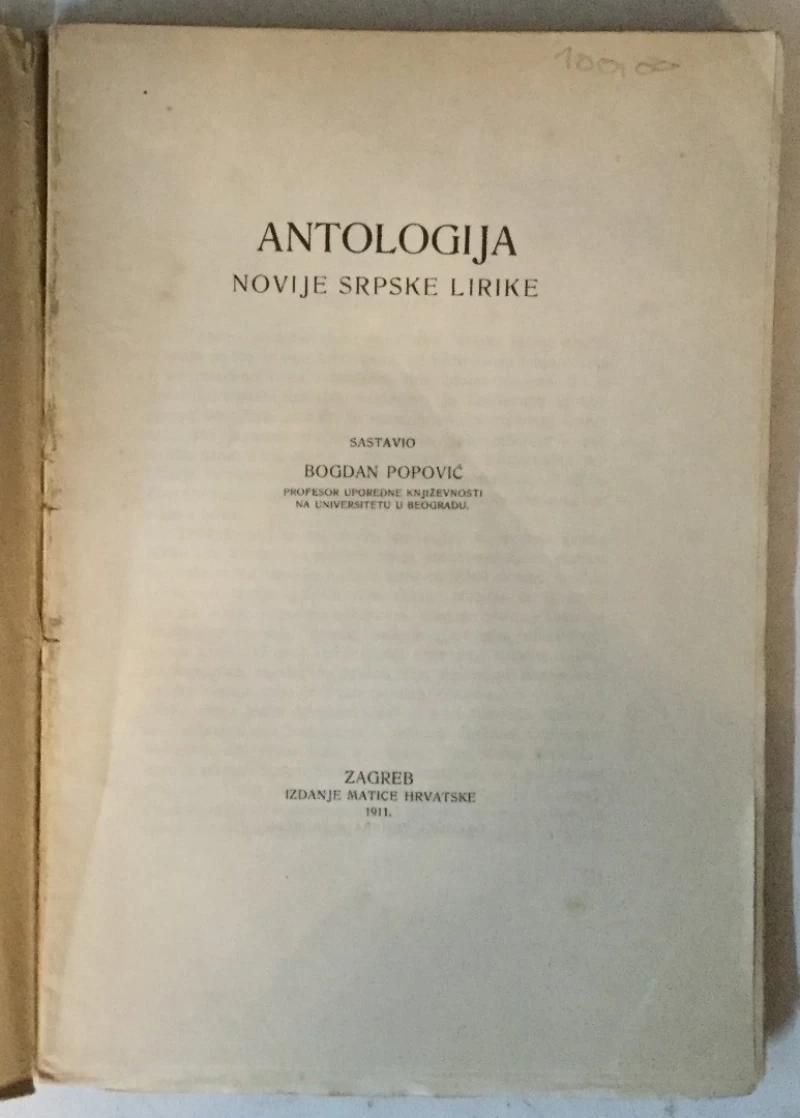 100,00
ANTOLOGIJA
NOVIJE SRPSKE LIRIKE
SASTAVIO
BOGDAN POPOVIĆ
PROFESOR UPOREDNE KNJIŽEVNOSTI
NA UNIVERSITETU U BEOGRADU.
ZAGREB
IZDANJE MATICE HRVATSKE
1911.